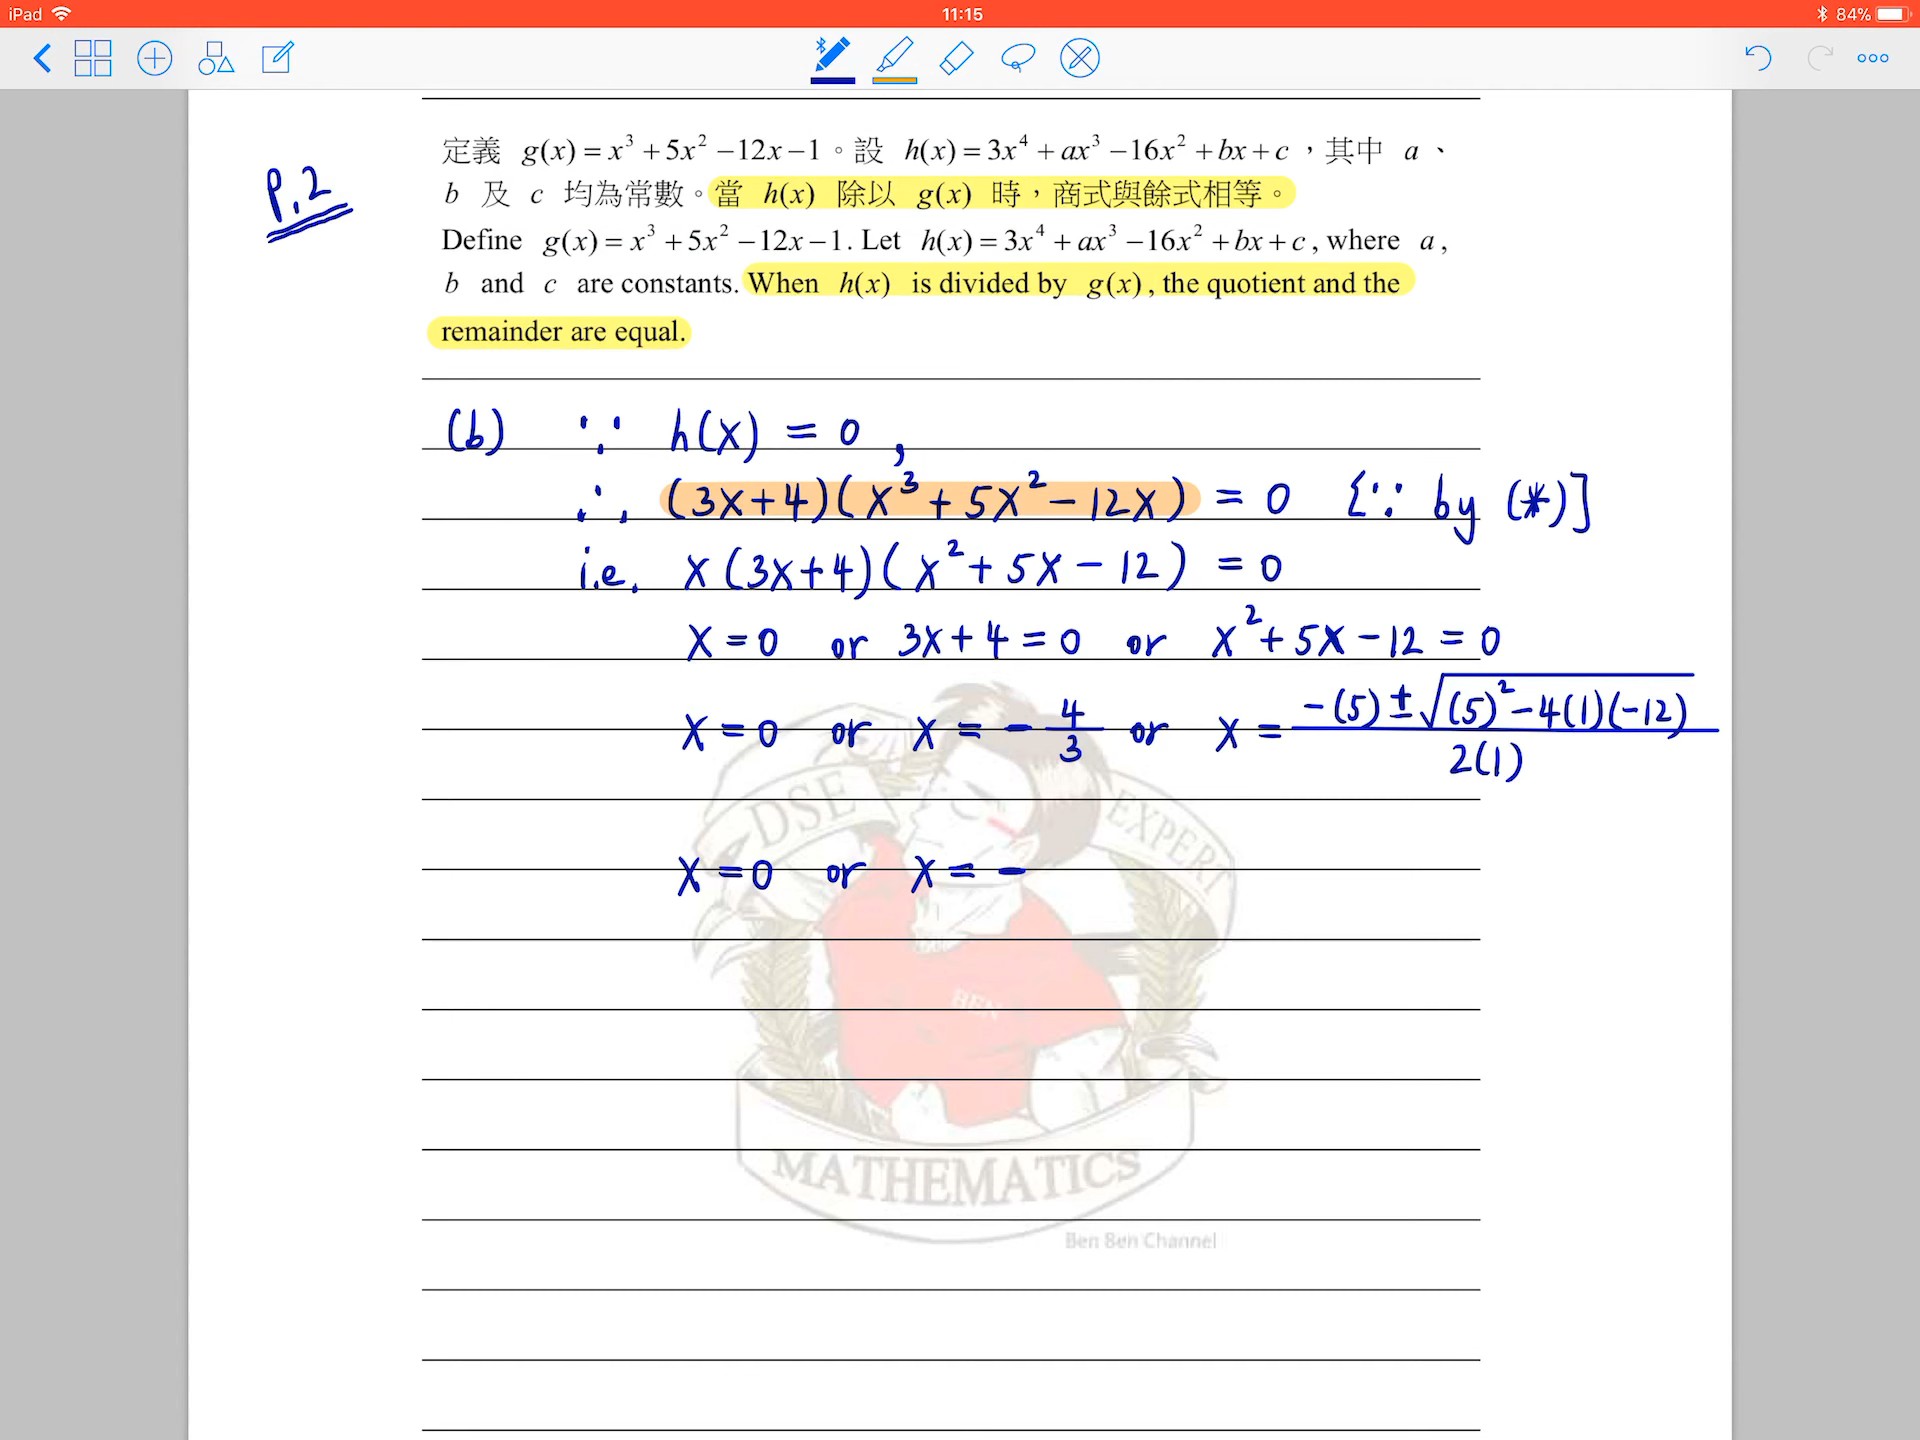 iPad 11:15 84%
定義 g(x) = x³ + 5x² − 12x − 1。設 h(x) = 3x⁴ + ax³ − 16x² + bx + c，其中 a、
b 及 c 均為常數。當 h(x) 除以 g(x) 時，商式與餘式相等。
P.2
Define g(x) = x³ + 5x² − 12x − 1. Let h(x) = 3x⁴ + ax³ − 16x² + bx + c, where a,
b and c are constants. When h(x) is divided by g(x), the quotient and the
remainder are equal.
(b) ∵ h(x) = 0,
∴ (3x+4)(x³ + 5x² − 12x) = 0 [∵ by (*)]
i.e. x(3x+4)(x² + 5x − 12) = 0
x = 0 or 3x + 4 = 0 or x² + 5x − 12 = 0
x = 0 or x = − 4/3 or x = (−(5) ± √((5)² − 4(1)(−12)))/2(1)
x = 0 or x = −
DSE EXPERT
BEN
MATHEMATICS
Ben Ben Channel